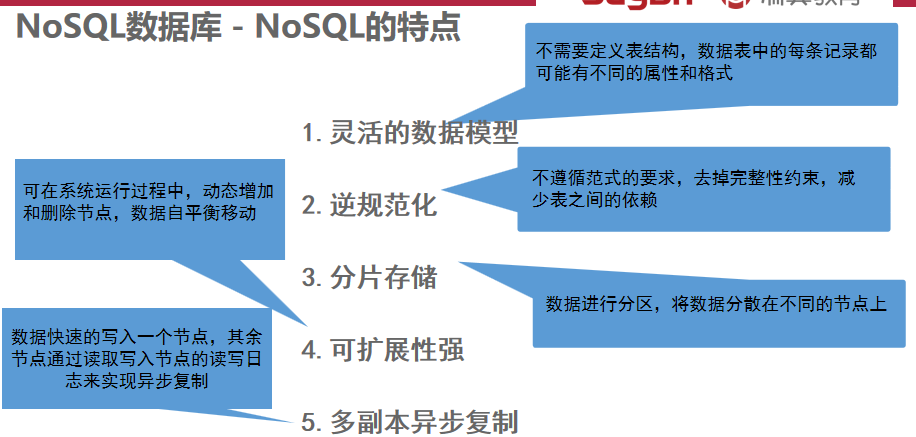 NoSQL数据库 - NoSQL的特点
不需要定义表结构，数据表中的每条记录都
可能有不同的属性和格式
1. 灵活的数据模型
可在系统运行过程中，动态增加
和删除节点，数据自平衡移动
不遵循范式的要求，去掉完整性约束，减
少表之间的依赖
2. 逆规范化
3. 分片存储
数据进行分区，将数据分散在不同的节点上
数据快速的写入一个节点，其余
节点通过读取写入节点的读写日
志来实现异步复制
4. 可扩展性强
5. 多副本异步复制